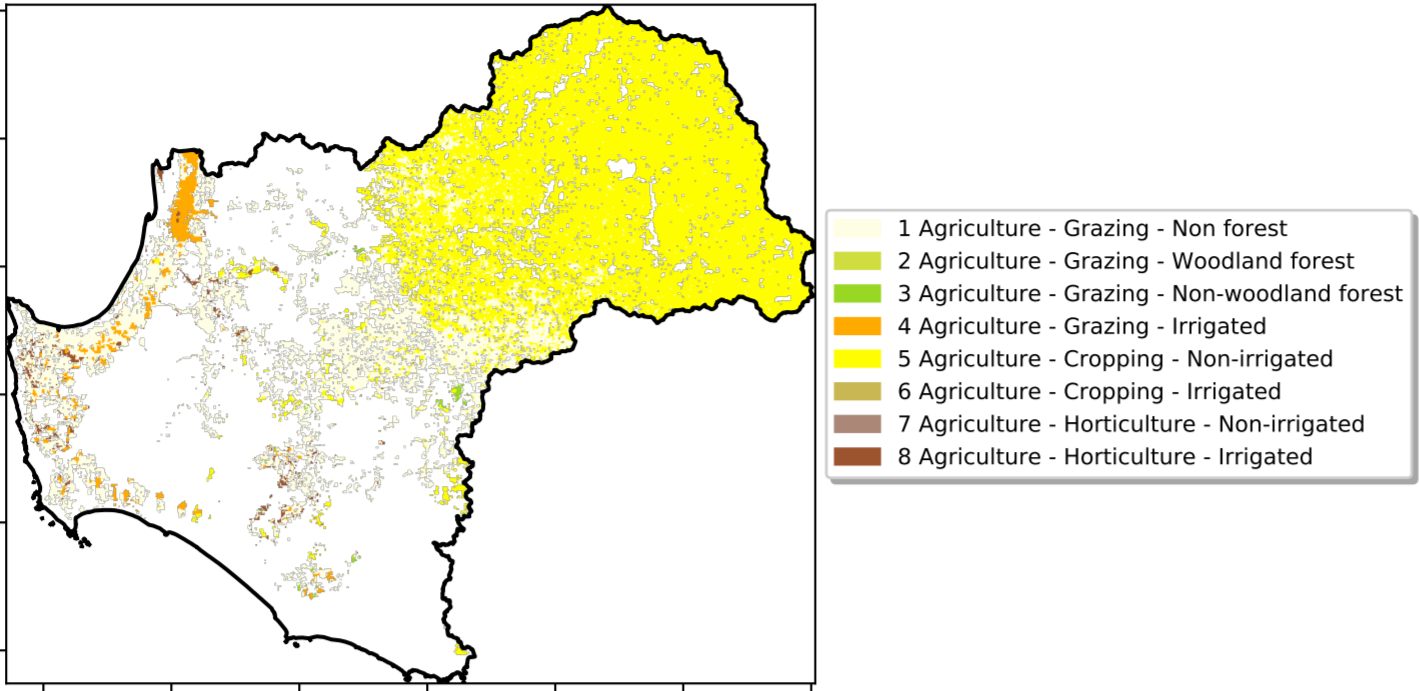 1 Agriculture - Grazing - Non forest
2 Agriculture - Grazing - Woodland forest
3 Agriculture - Grazing - Non-woodland forest
4 Agriculture - Grazing - Irrigated
5 Agriculture - Cropping - Non-irrigated
6 Agriculture - Cropping - Irrigated
7 Agriculture - Horticulture - Non-irrigated
8 Agriculture - Horticulture - Irrigated